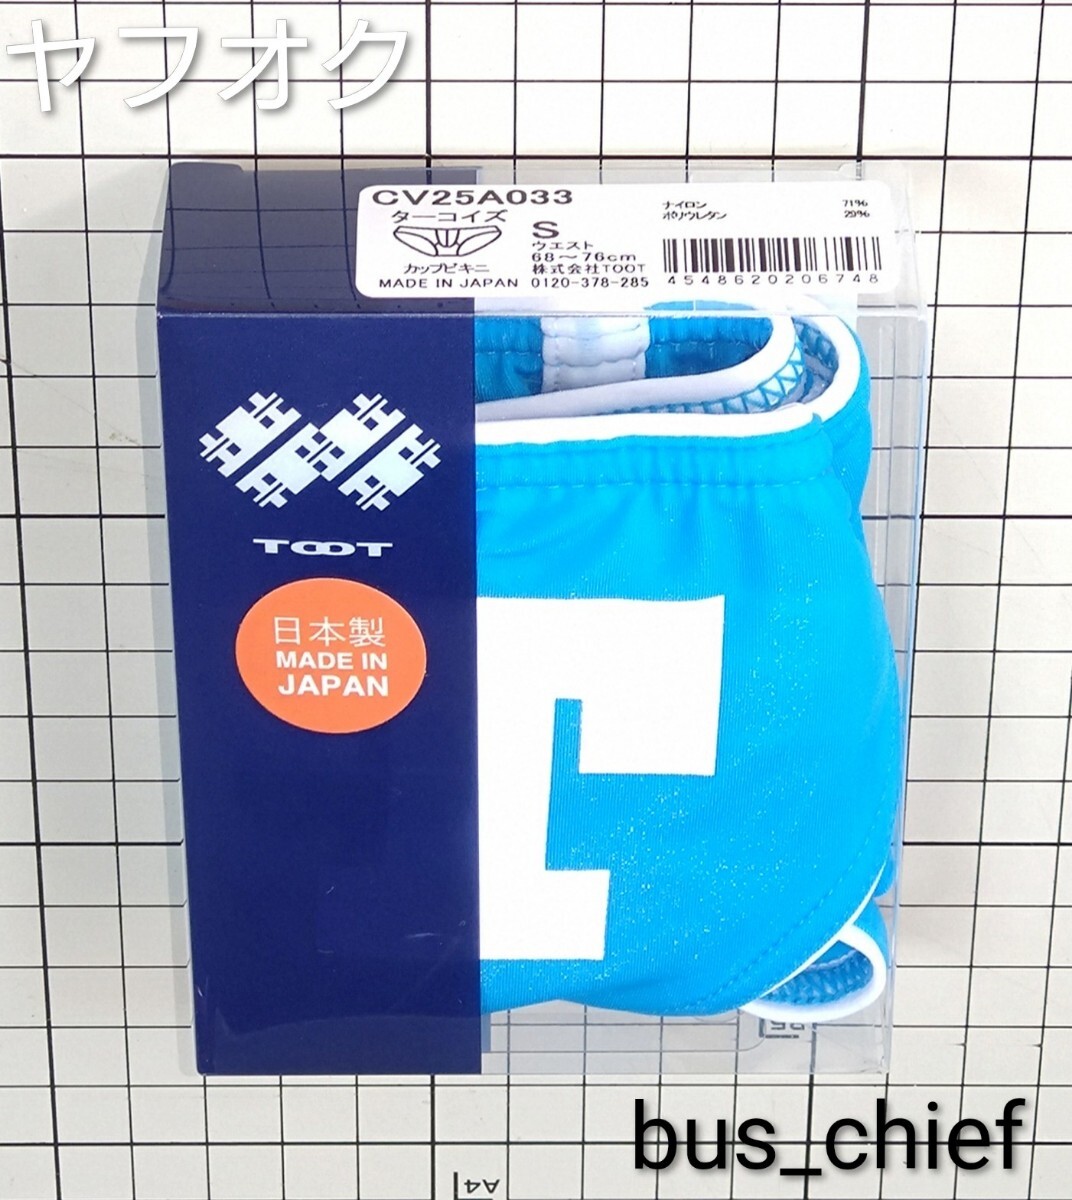 ヤフオク
CV25A033
ターコイズ
S
ウエスト
68〜76cm
カップビキニ
株式会社TOOT
MADE IN JAPAN 0120-378-285
ナイロン 71%
ポリウレタン 29%
4548620206748
TOOT
日本製
MADE IN
JAPAN
bus_chief
A4